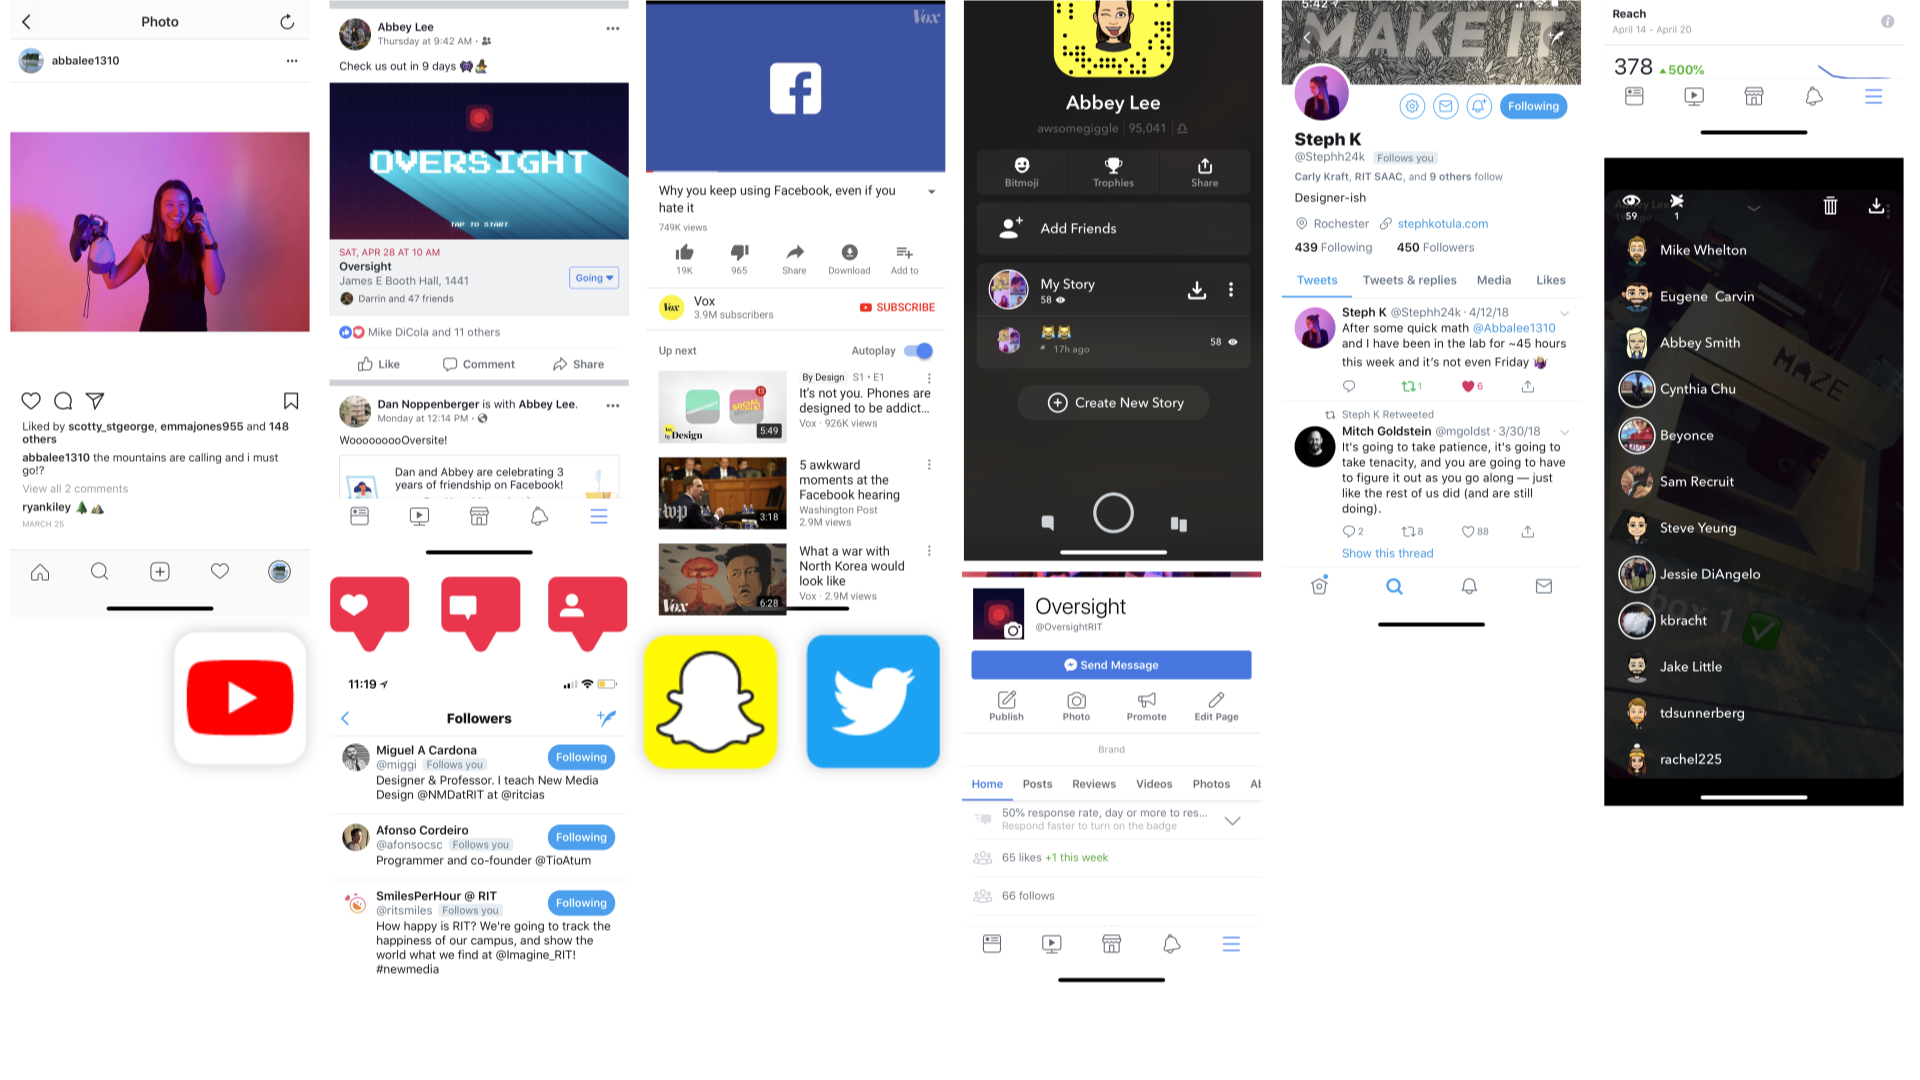 Photo
abbalee1310
Liked by scotty_stgeorge, emmajones955 and 148
others
abbalee1310 the mountains are calling and i must
go!?
View all 2 comments
ryankiley
MARCH 25
Abbey Lee
Thursday at 9:42 AM
Check us out in 9 days
OVERSIGHT
TAP TO START
SAT, APR 28 AT 10 AM
Oversight
James E Booth Hall, 1441
Darrin and 47 friends
Going
Mike DiCola and 11 others
Like
Comment
Share
Dan Noppenberger is with Abbey Lee.
Monday at 12:14 PM
WooooooooOversite!
Dan and Abbey are celebrating 3
years of friendship on Facebook!
11:19
Followers
Miguel A Cardona
@miggi Follows you
Following
Designer & Professor. I teach New Media
Design @NMDatRIT at @ritcias
Afonso Cordeiro
@afonsocsc Follows you
Following
Programmer and co-founder @TioAtum
SmilesPerHour @ RIT
@ritsmiles Follows you
Following
How happy is RIT? We're going to track the
happiness of our campus, and show the
world what we find at @Imagine_RIT!
#newmedia
Vox
Why you keep using Facebook, even if you
hate it
749K views
19K
965
Share
Download
Add to
Vox
Vox
3.9M subscribers
SUBSCRIBE
Up next
Autoplay
SOCIAL
13
by Design
5:49
By Design S1 • E1
It's not you. Phones are
designed to be addict...
Vox · 926K views
wp
3:18
5 awkward
moments at the
Facebook hearing
Washington Post
2.9M views
Vox
6:28
What a war with
North Korea would
look like
Vox · 2.9M views
Abbey Lee
awsomegiggle 95,041
Bitmoji
Trophies
Share
Add Friends
My Story
58
17h ago
58
Create New Story
Oversight
@OversightRIT
Send Message
Publish
Photo
Promote
Edit Page
Brand
Home
Posts
Reviews
Videos
Photos
Al
50% response rate, day or more to res...
Respond faster to turn on the badge
65 likes +1 this week
66 follows
5:42
MAKE IT
Following
Steph K
@Stephh24k Follows you
Carly Kraft, RIT SAAC, and 9 others follow
Designer-ish
Rochester stephkotula.com
439 Following 450 Followers
Tweets
Tweets & replies
Media
Likes
Steph K @Stephh24k · 4/12/18
After some quick math @Abbalee1310
and I have been in the lab for ~45 hours
this week and it's not even Friday
1
6
Steph K Retweeted
Mitch Goldstein @mgoldst · 3/30/18
It's going to take patience, it's going to
take tenacity, and you are going to have
to figure it out as you go along — just
like the rest of us did (and are still
doing).
2
8
88
Show this thread
Reach
April 14 - April 20
378 500%
59
1
Mike Whelton
Eugene Carvin
Abbey Smith
MAZE
Cynthia Chu
Beyonce
Sam Recruit
Steve Yeung
Jessie DiAngelo
box 1
kbracht
Jake Little
tdsunnerberg
rachel225